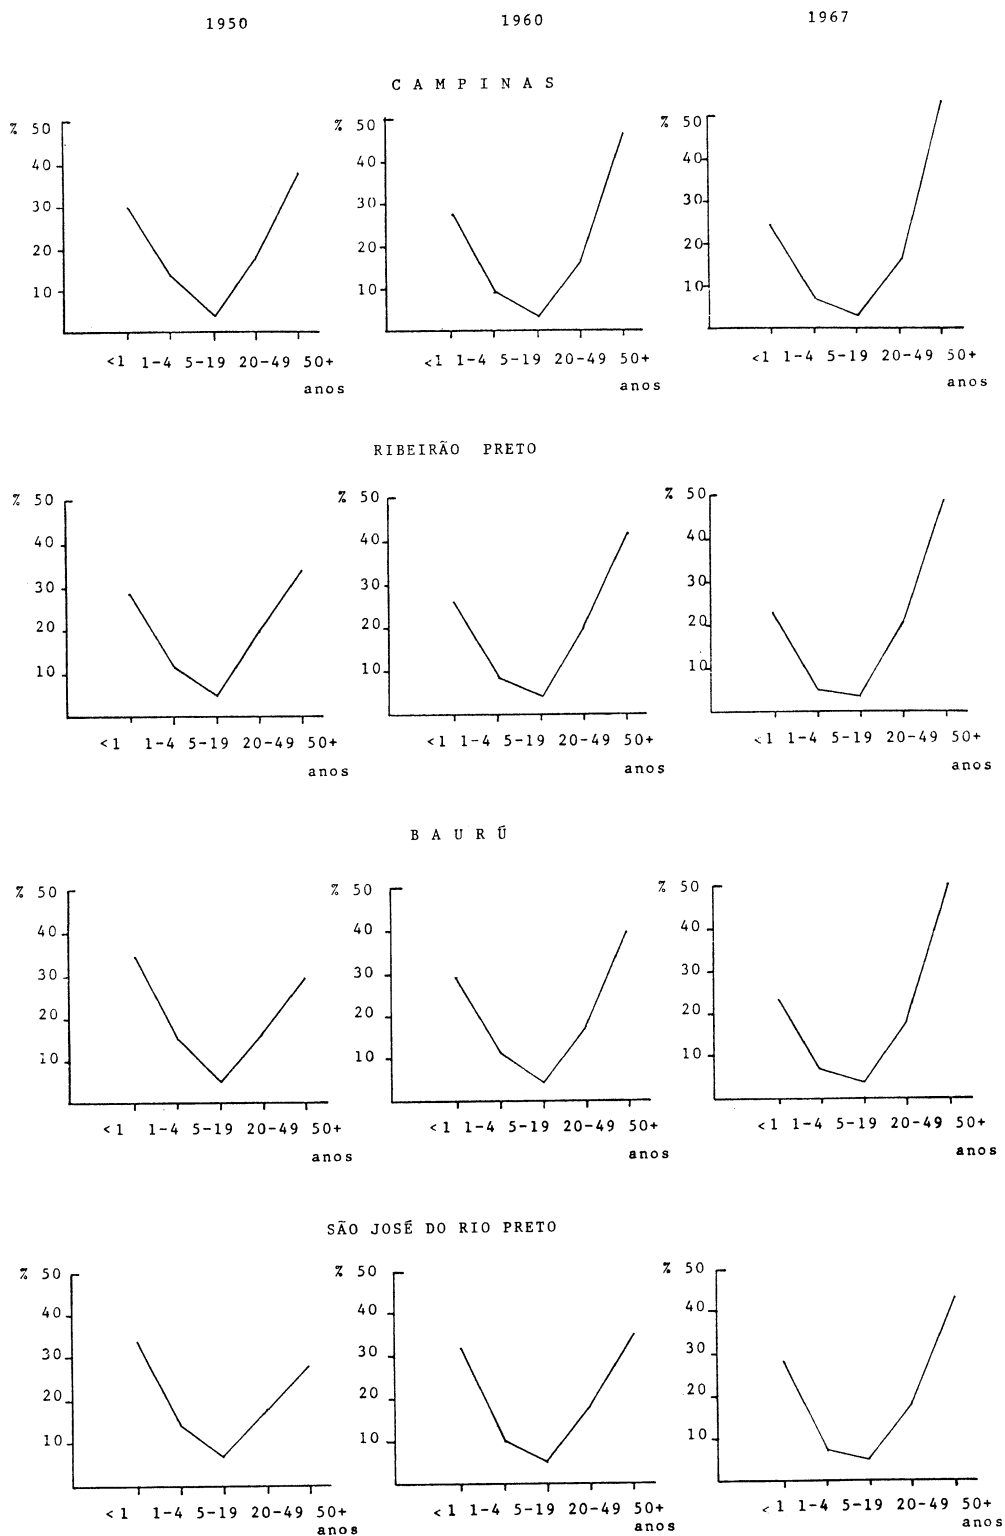 1950 1960 1967
C A M P I N A S
% 50 % 50 % 50
40 40 40
30 30 30
20 20 20
10 10 10
<1 1-4 5-19 20-49 50+ <1 1-4 5-19 20-49 50+ <1 1-4 5-19 20-49 50+
anos anos anos
RIBEIRÃO PRETO
% 50 % 50 % 50
40 40 40
30 30 30
20 20 20
10 10 10
<1 1-4 5-19 20-49 50+ <1 1-4 5-19 20-49 50+ <1 1-4 5-19 20-49 50+
anos anos anos
B A U R Ú
% 50 % 50 % 50
40 40 40
30 30 30
20 20 20
10 10 10
<1 1-4 5-19 20-49 50+ <1 1-4 5-19 20-49 50+ <1 1-4 5-19 20-49 50+
anos anos anos
SÃO JOSÉ DO RIO PRETO
% 50 % 50 % 50
40 40 40
30 30 30
20 20 20
10 10 10
<1 1-4 5-19 20-49 50+ <1 1-4 5-19 20-49 50+ <1 1-4 5-19 20-49 50+
anos anos anos